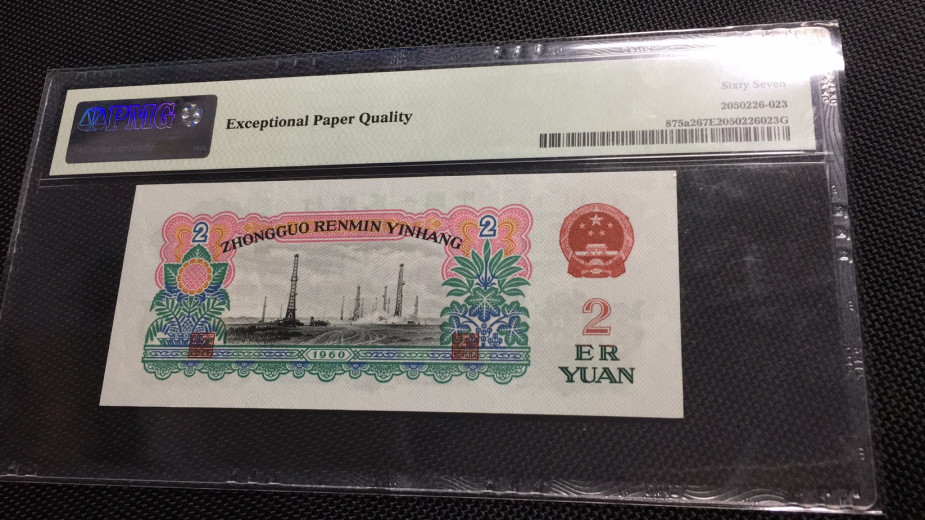 PMG
Exceptional Paper Quality
Sixty Seven
2050226-023
875a267E2050226023G
2
2
ZHONGGUO RENMIN YINHANG
1960
2
ER
YUAN